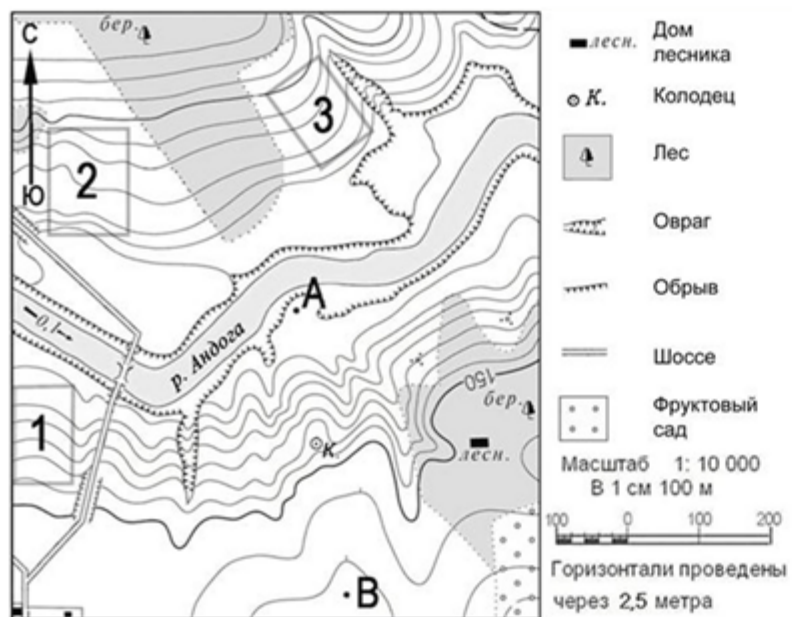 С
Ю
бер.
3
2
А
0,1
р. Андога
1
К.
150
бер.
лесн.
В
лесн. Дом
лесника
К. Колодец
Лес
Овраг
Обрыв
Шоссе
Фруктовый
сад
Масштаб 1: 10 000
В 1 см 100 м
100 0 100 200
Горизонтали проведены
через 2,5 метра